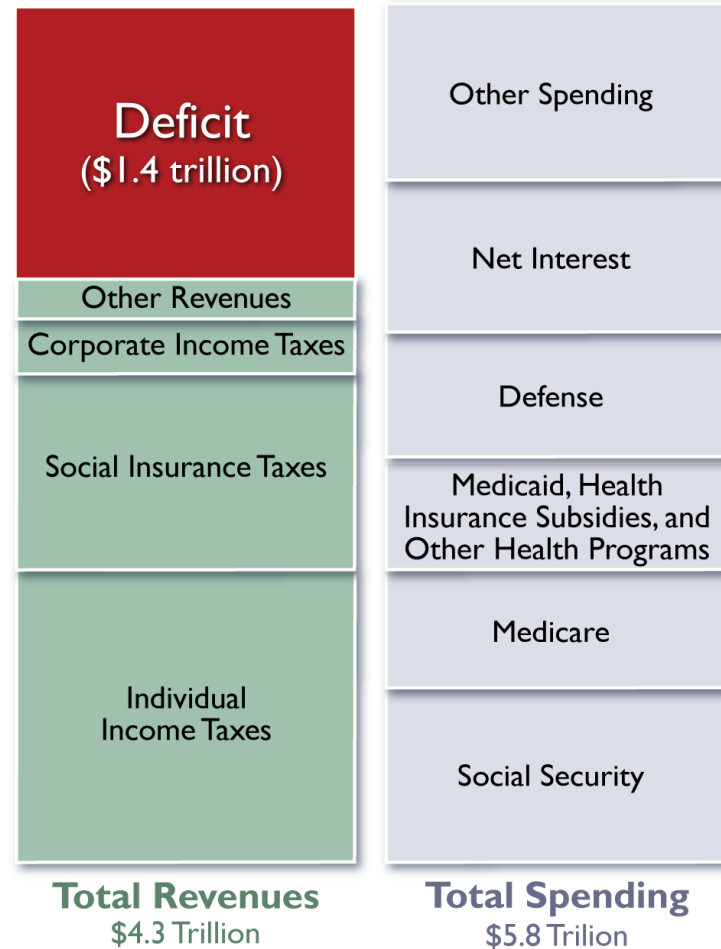 Deficit
($1.4 trillion)
Other Revenues
Corporate Income Taxes
Social Insurance Taxes
Individual
Income Taxes
Total Revenues
$4.3 Trillion
Other Spending
Net Interest
Defense
Medicaid, Health
Insurance Subsidies, and
Other Health Programs
Medicare
Social Security
Total Spending
$5.8 Trilion